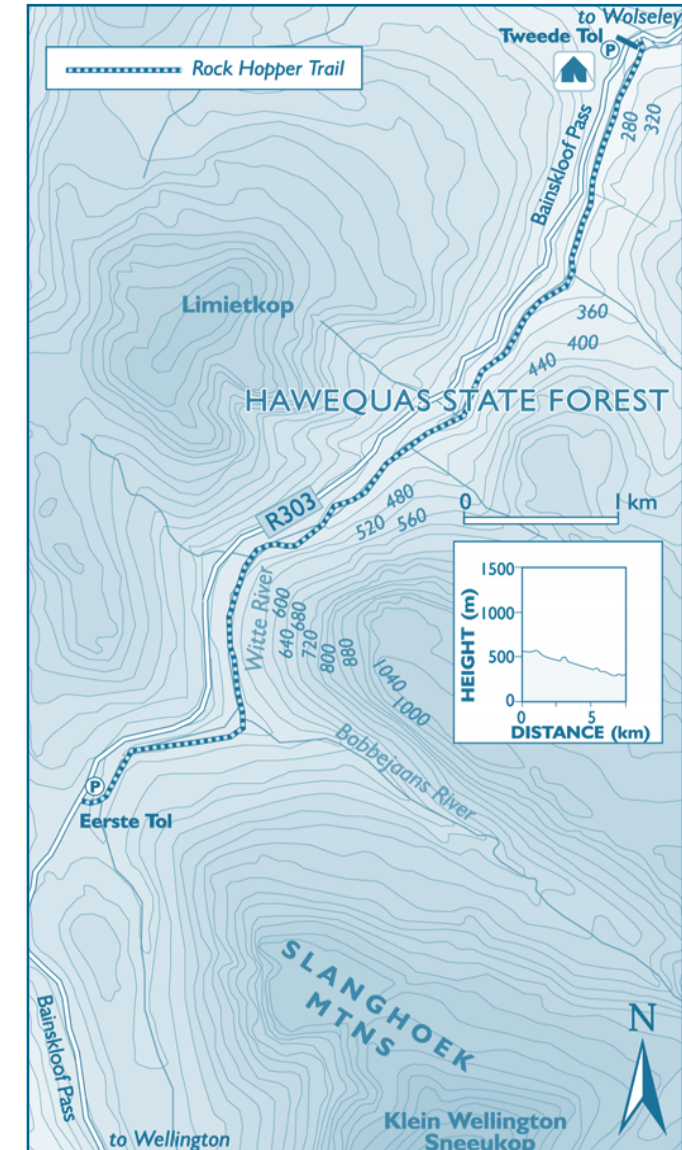 to Wolseley
Tweede Tol
P
Rock Hopper Trail
280
320
Bainskloof Pass
Limietkop
360
400
440
HAWEQUAS STATE FOREST
480
520
560
R303
0
1 km
Witte River
600
640
680
720
800
880
1040
1000
1500
1000
500
0
HEIGHT (m)
0
5
DISTANCE (km)
Babbejaans River
P
Eerste Tol
SLANGHOEK
MTNS
Bainskloof Pass
N
Klein Wellington
Sneeukop
to Wellington